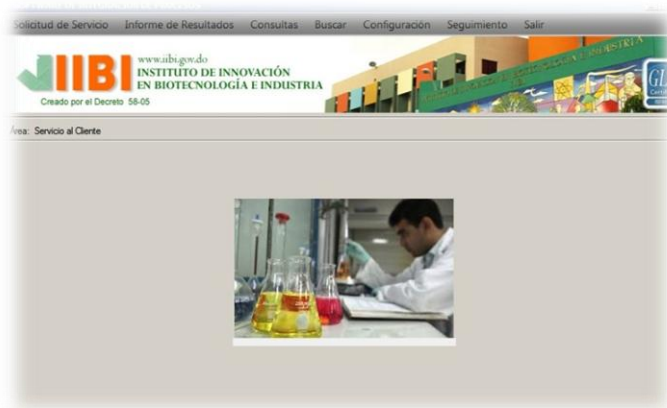 Solicitud de Servicio Informe de Resultados Consultas Buscar Configuración Seguimiento Salir
IIBI
www.iibi.gov.do
INSTITUTO DE INNOVACIÓN
EN BIOTECNOLOGÍA E INDUSTRIA
Creado por el Decreto 58-05
Área: Servicio al Cliente